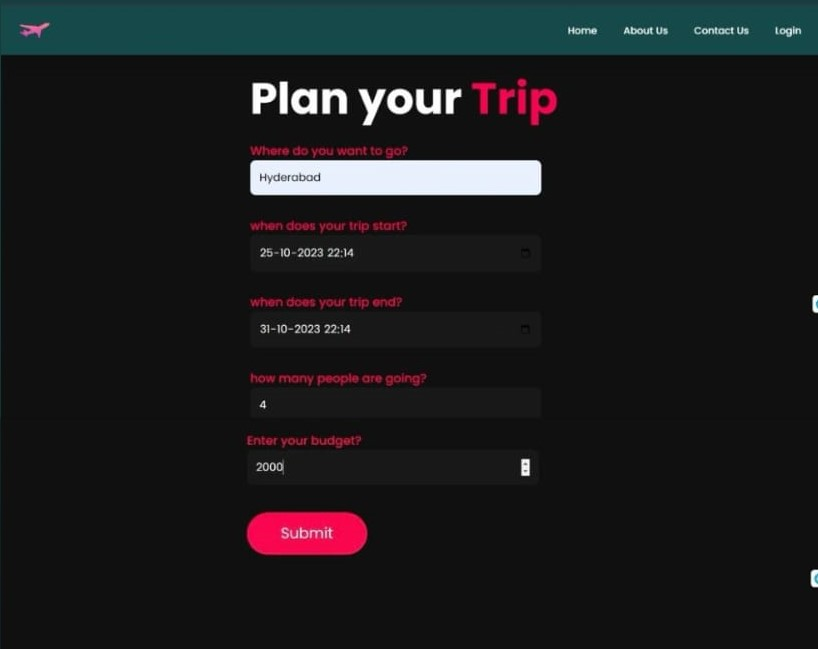 Home About Us Contact Us Login
Plan your Trip
Where do you want to go?
Hyderabad
when does your trip start?
25-10-2023 22:14
when does your trip end?
31-10-2023 22:14
how many people are going?
4
Enter your budget?
2000
Submit